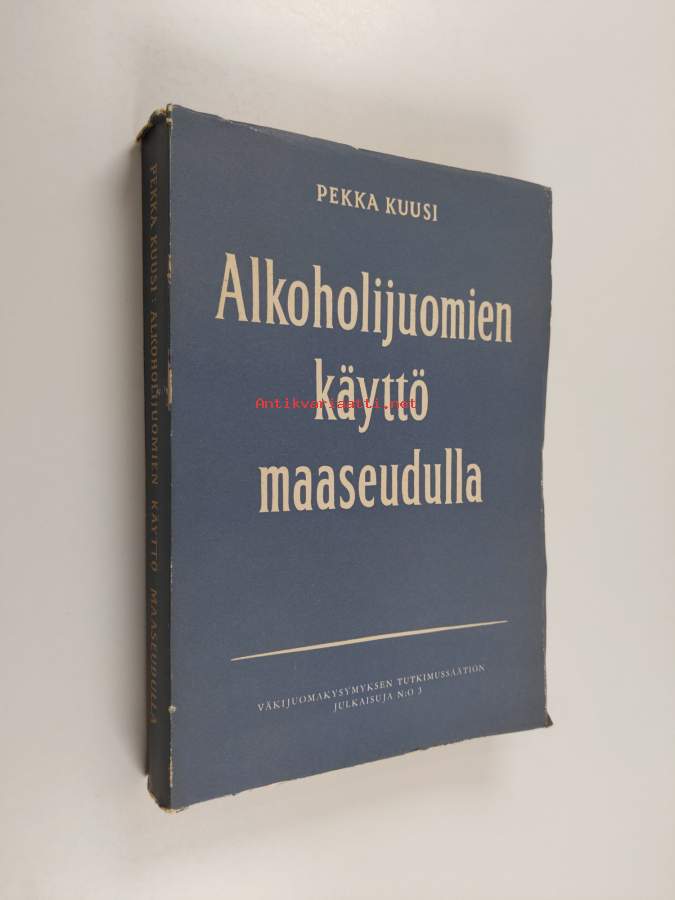 PEKKA KUUSI
Alkoholijuomien
käyttö
maaseudulla
VÄKIJUOMAKYSYMYKSEN TUTKIMUSSÄÄTIÖN
JULKAISUJA N:O 3
PEKKA KUUSI: ALKOHOLIJUOMIEN KÄYTTÖ MAASEUDULLA
Antikvariaatti.net